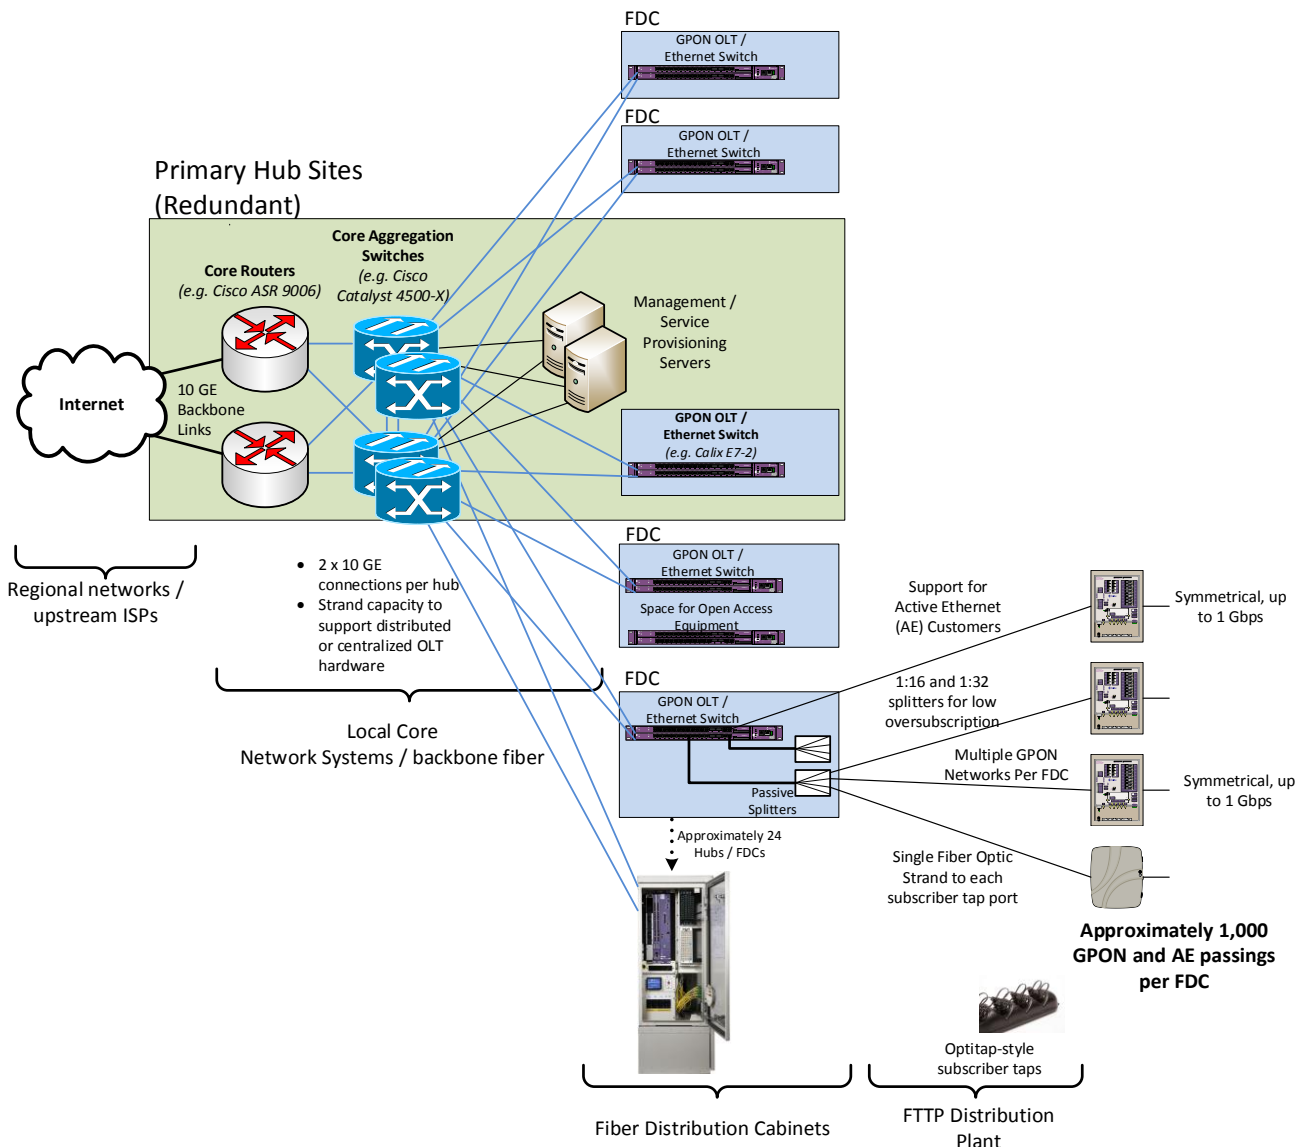 FDC
GPON OLT /
Ethernet Switch
FDC
GPON OLT /
Ethernet Switch
Primary Hub Sites
(Redundant)
Core Aggregation
Switches
(e.g. Cisco
Catalyst 4500-X)
Core Routers
(e.g. Cisco ASR 9006)
Management /
Service
Provisioning
Servers
Internet
10 GE
Backbone
Links
GPON OLT /
Ethernet Switch
(e.g. Calix E7-2)
FDC
GPON OLT /
Ethernet Switch
Space for Open Access
Equipment
Regional networks /
upstream ISPs
• 2 x 10 GE
connections per hub
• Strand capacity to
support distributed
or centralized OLT
hardware
Local Core
Network Systems / backbone fiber
FDC
GPON OLT /
Ethernet Switch
Passive
Splitters
Approximately 24
Hubs / FDCs
Support for
Active Ethernet
(AE) Customers
Symmetrical, up
to 1 Gbps
1:16 and 1:32
splitters for low
oversubscription
Multiple GPON
Networks Per FDC
Symmetrical, up
to 1 Gbps
Single Fiber Optic
Strand to each
subscriber tap port
Approximately 1,000
GPON and AE passings
per FDC
Optitap-style
subscriber taps
Fiber Distribution Cabinets
FTTP Distribution
Plant